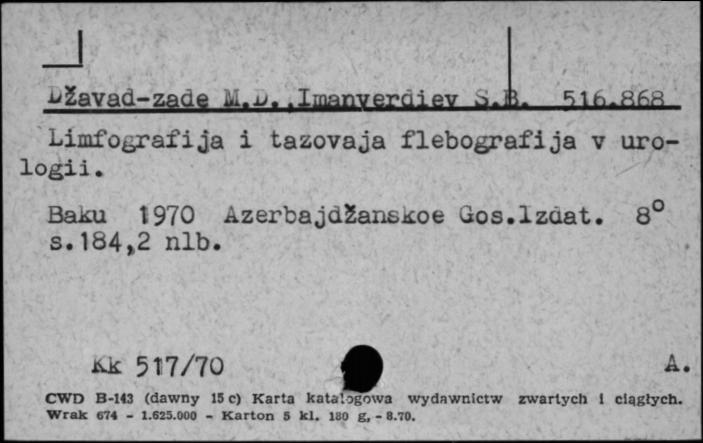 Džavad-zade M.D.,Imanverdiev S.B. 516.868
Limfografija i tazovaja flebografija v uro-
logii.
Baku 1970 Azerbajdžanskoe Gos.Izdat. 8°
s.184,2 nlb.
Kk 517/70 A.
CWD B-143 (dawny 15 c) Karta katalogowa wydawnictw zwartych i ciągłych.
Wrak 674 - 1.625.000 - Karton 5 kl. 180 g, - 8.70.